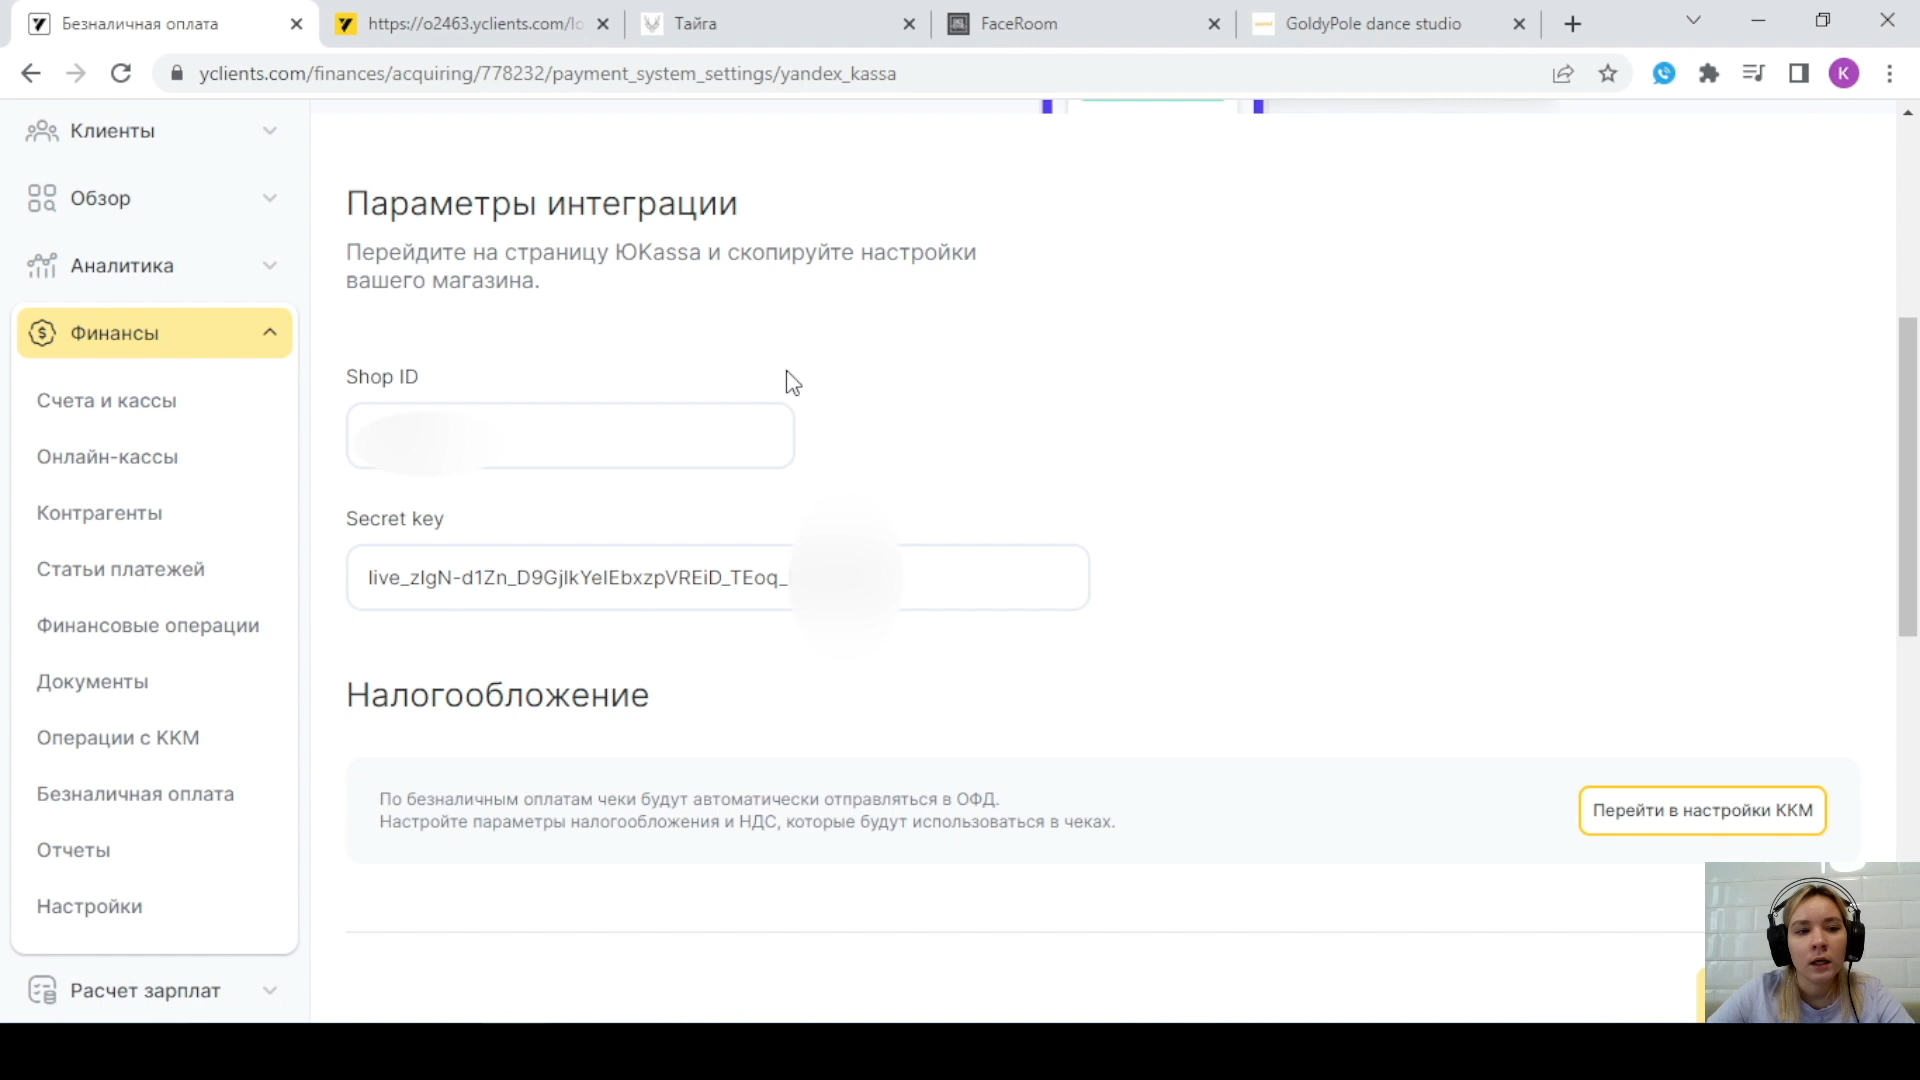 Безналичная оплата
https://o2463.yclients.com/lo
Тайга
FaceRoom
GoldyPole dance studio
yclients.com/finances/acquiring/778232/payment_system_settings/yandex_kassa
K
Клиенты
Обзор
Аналитика
Финансы
Счета и кассы
Онлайн-кассы
Контрагенты
Статьи платежей
Финансовые операции
Документы
Операции с ККМ
Безналичная оплата
Отчеты
Настройки
Расчет зарплат
Параметры интеграции
Перейдите на страницу ЮKassa и скопируйте настройки
вашего магазина.
Shop ID
Secret key
Налогообложение
По безналичным оплатам чеки будут автоматически отправляться в ОФД.
Настройте параметры налогообложения и НДС, которые будут использоваться в чеках.
Перейти в настройки ККМ